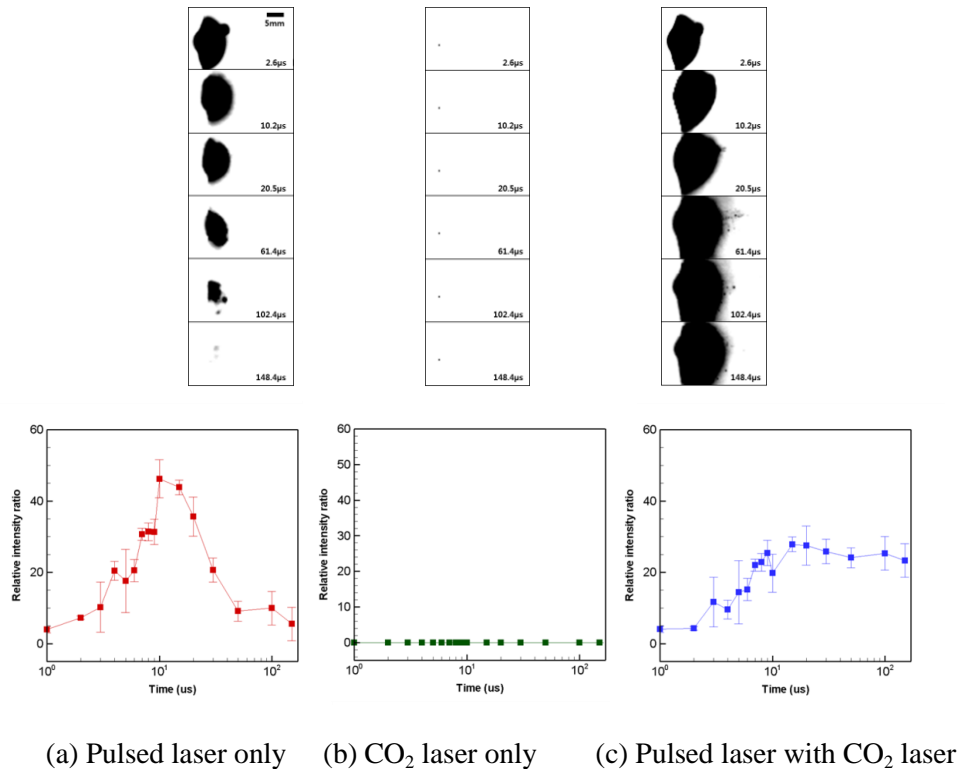 5mm
2.6µs
10.2µs
20.5µs
61.4µs
102.4µs
148.4µs
2.6µs
10.2µs
20.5µs
61.4µs
102.4µs
148.4µs
2.6µs
10.2µs
20.5µs
61.4µs
102.4µs
148.4µs
60
40
20
0
Relative intensity ratio
10⁰ 10¹ 10²
Time (us)
60
50
40
30
20
10
0
Relative intensity ratio
10⁰ 10¹ 10²
Time (us)
60
40
20
0
Relative intensity ratio
10⁰ 10¹ 10²
Time (us)
(a) Pulsed laser only (b) CO₂ laser only (c) Pulsed laser with CO₂ laser